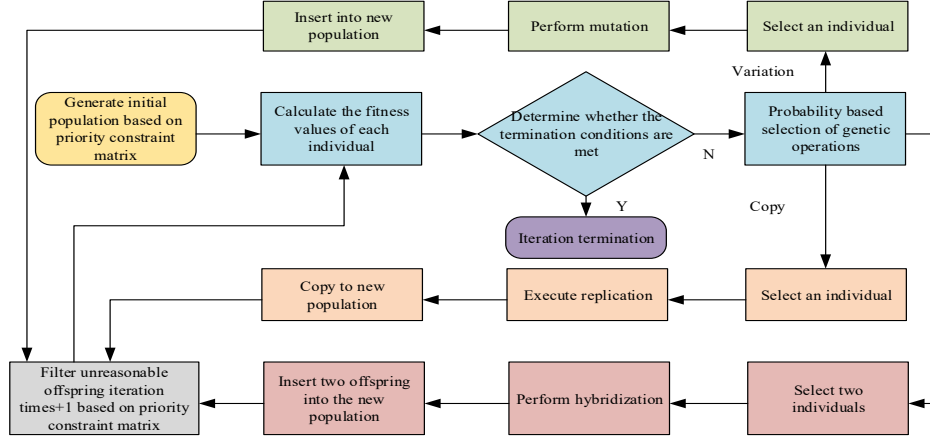 Insert into new
population
Perform mutation
Select an individual
Variation
Generate initial
population based on
priority constraint
matrix
Calculate the fitness
values of each
individual
Determine whether the
termination conditions are
met
N
Probability based
selection of genetic
operations
Y
Copy
Iteration termination
Copy to new
population
Execute replication
Select an individual
Filter unreasonable
offspring iteration
times+1 based on priority
constraint matrix
Insert two offspring
into the new
population
Perform hybridization
Select two
individuals